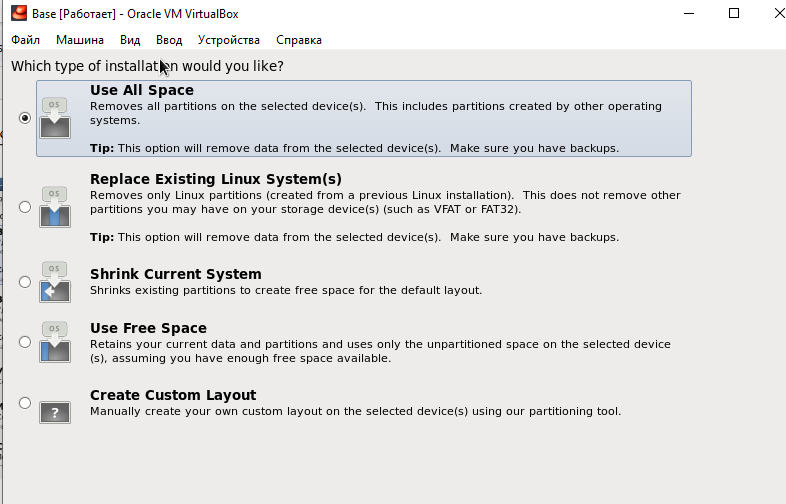 Base [Работает] - Oracle VM VirtualBox
Файл Машина Вид Ввод Устройства Справка
Which type of installation would you like?
OS
Use All Space
Removes all partitions on the selected device(s). This includes partitions created by other operating
systems.
Tip: This option will remove data from the selected device(s). Make sure you have backups.
OS
Replace Existing Linux System(s)
Removes only Linux partitions (created from a previous Linux installation). This does not remove other
partitions you may have on your storage device(s) (such as VFAT or FAT32).
Tip: This option will remove data from the selected device(s). Make sure you have backups.
OS
Shrink Current System
Shrinks existing partitions to create free space for the default layout.
OS
Use Free Space
Retains your current data and partitions and uses only the unpartitioned space on the selected device
(s), assuming you have enough free space available.
?
Create Custom Layout
Manually create your own custom layout on the selected device(s) using our partitioning tool.